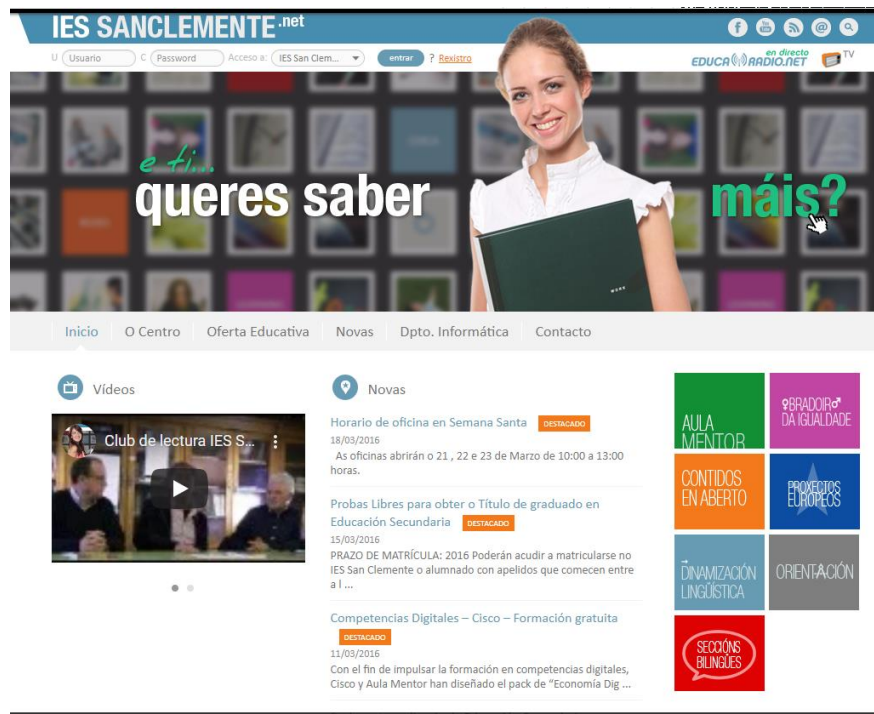 IES SANCLEMENTE.net
U Usuario C Password Acceso a: IES San Clem... entrar ? Rexistro
en directo
EDUCA RADIO.NET TV
e ti...
queres saber máis?
WORK
Inicio O Centro Oferta Educativa Novas Dpto. Informática Contacto
Vídeos
Club de lectura IES S...
Novas
Horario de oficina en Semana Santa DESTACADO
18/03/2016
As oficinas abrirán o 21 , 22 e 23 de Marzo de 10:00 a 13:00
horas.
Probas Libres para obter o Título de graduado en
Educación Secundaria DESTACADO
15/03/2016
PRAZO DE MATRÍCULA: 2016 Poderán acudir a matricularse no
IES San Clemente o alumnado con apelidos que comecen entre
a l ...
Competencias Digitales – Cisco – Formación gratuita
DESTACADO
11/03/2016
Con el fin de impulsar la formación en competencias digitales,
Cisco y Aula Mentor han diseñado el pack de “Economía Dig ...
AULA
MENTOR
OBRADOIRO
DA IGUALDADE
CONTIDOS
EN ABERTO
PROXECTOS
EUROPEOS
DINAMIZACIÓN
LINGÜÍSTICA
ORIENTACIÓN
SECCIÓNS
BILINGÜES